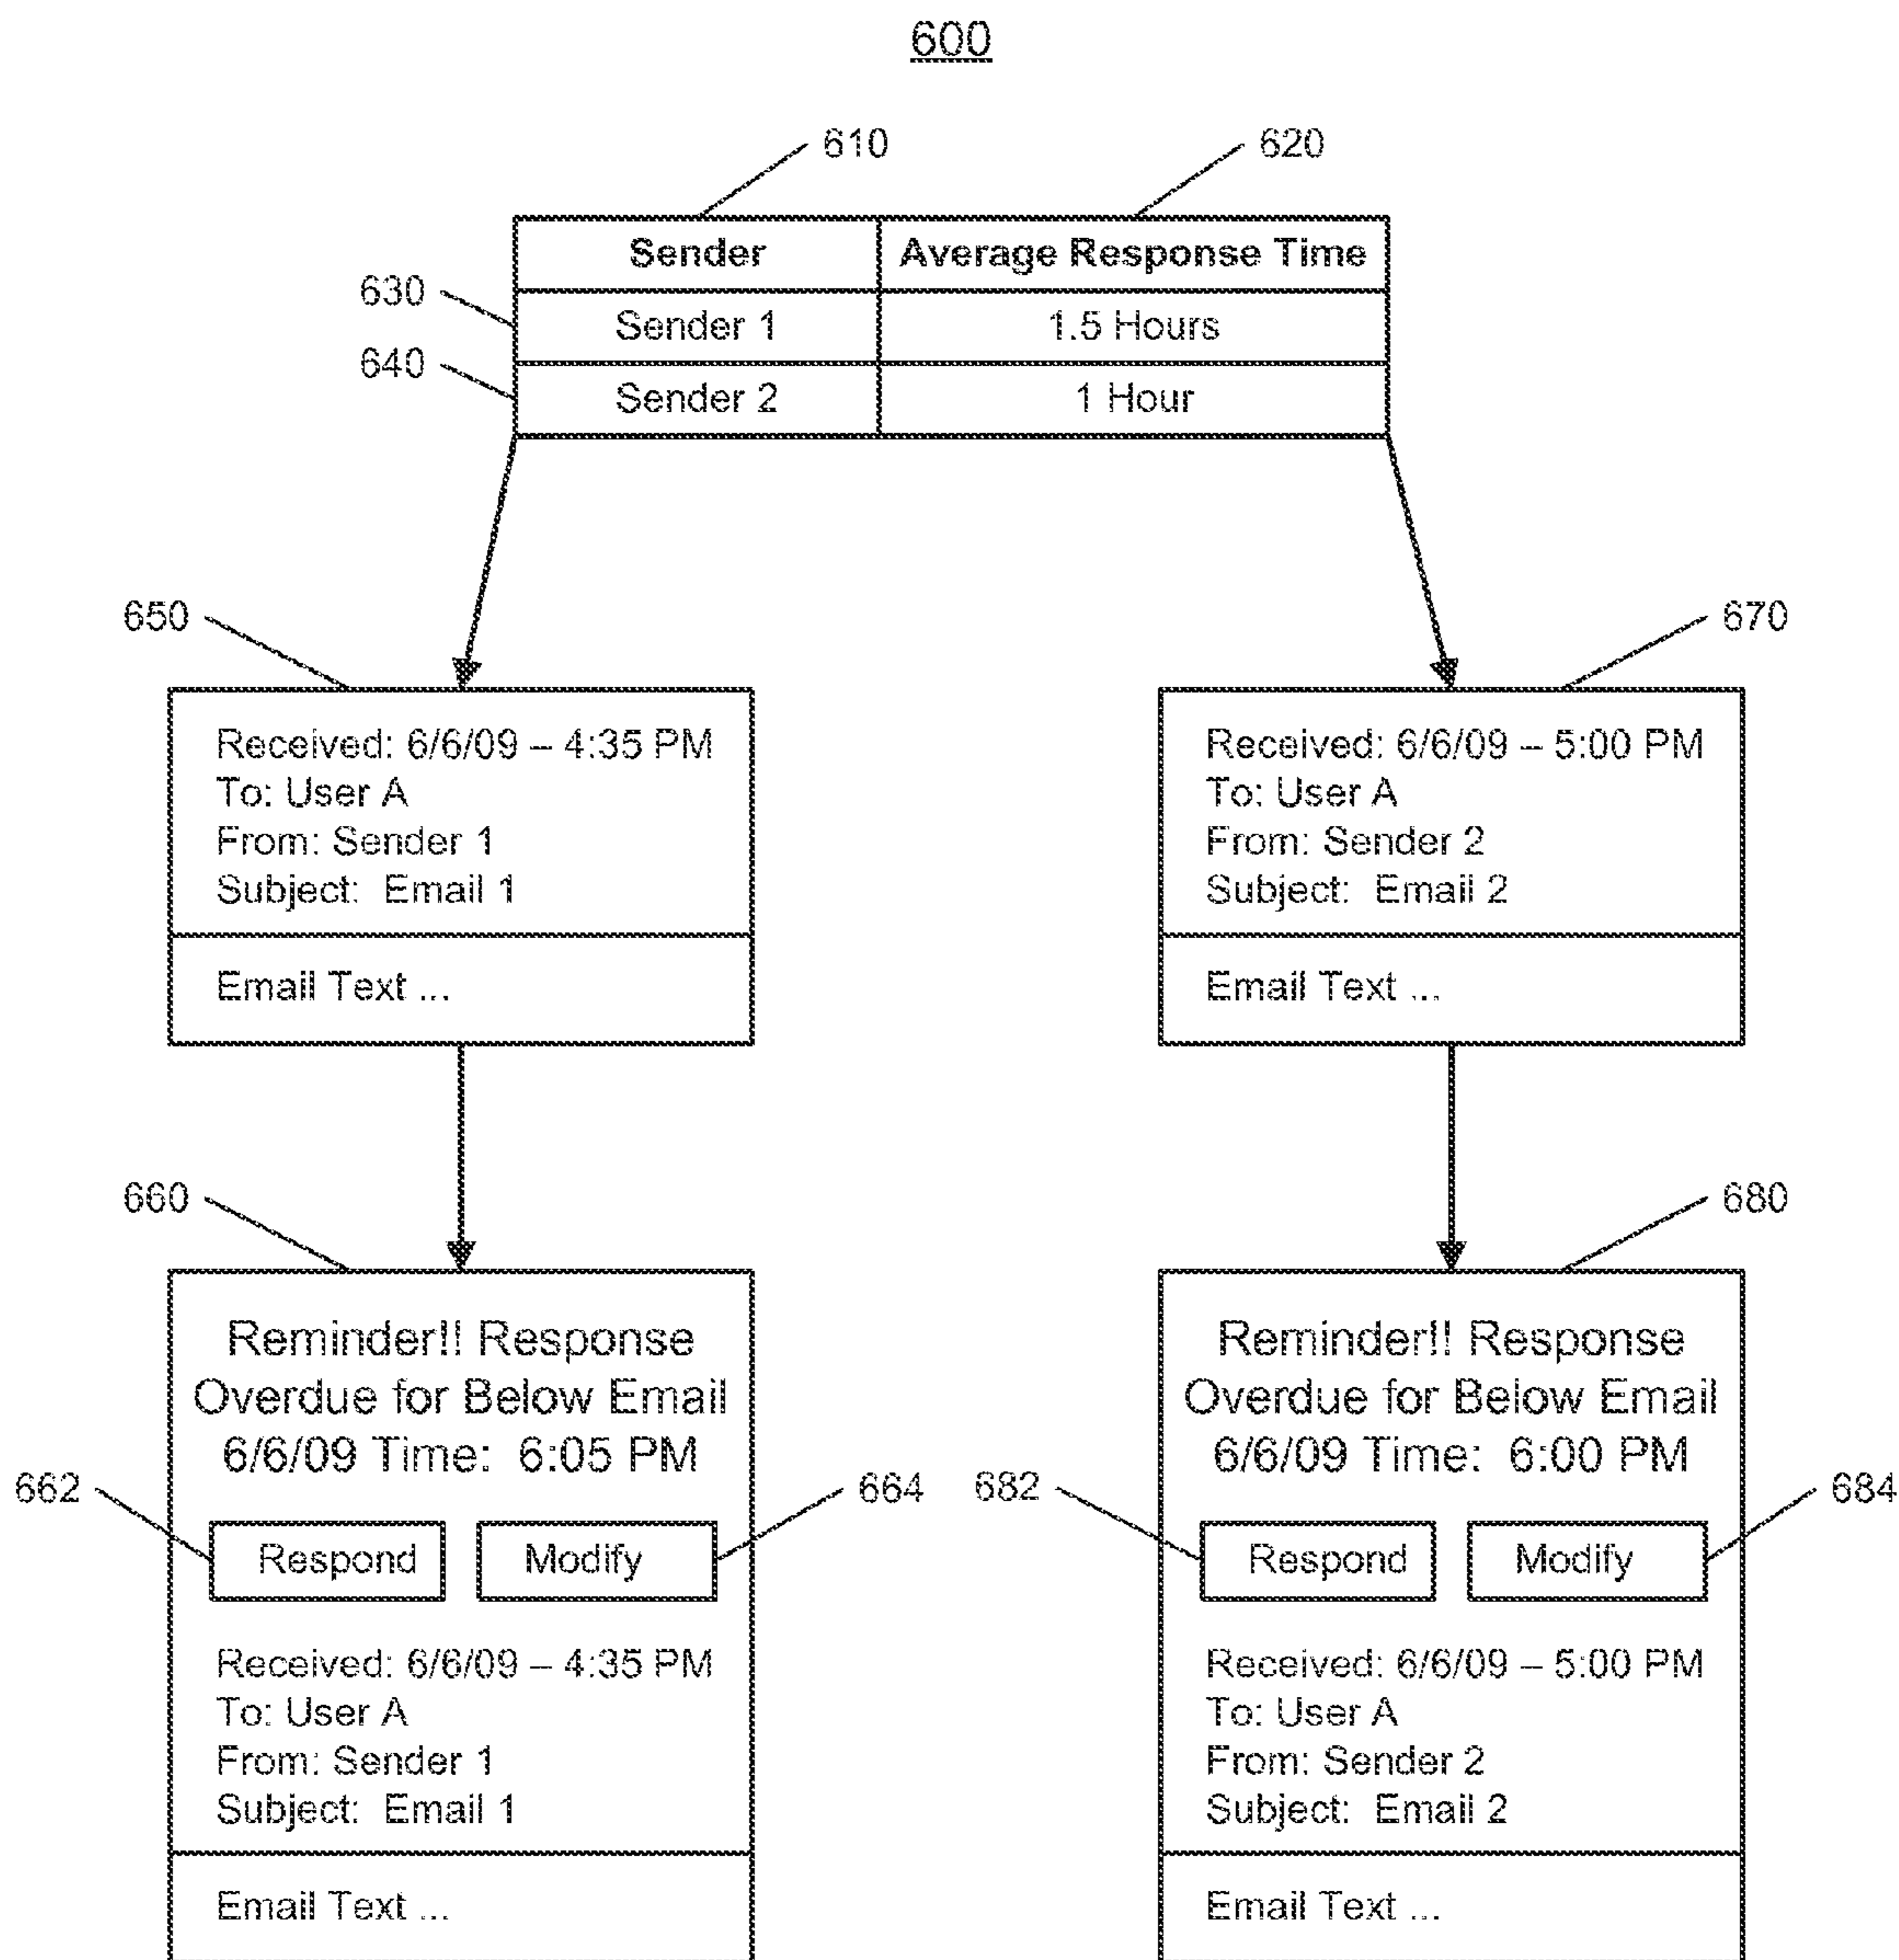 600
610
620
Sender
Average Response Time
630
Sender 1
1.5 Hours
640
Sender 2
1 Hour
650
Received: 6/6/09 – 4:35 PM
To: User A
From: Sender 1
Subject: Email 1
Email Text ...
670
Received: 6/6/09 – 5:00 PM
To: User A
From: Sender 2
Subject: Email 2
Email Text ...
660
Reminder!! Response
Overdue for Below Email
6/6/09 Time: 6:05 PM
662
664
Respond
Modify
Received: 6/6/09 – 4:35 PM
To: User A
From: Sender 1
Subject: Email 1
Email Text ...
680
Reminder!! Response
Overdue for Below Email
6/6/09 Time: 6:00 PM
682
684
Respond
Modify
Received: 6/6/09 – 5:00 PM
To: User A
From: Sender 2
Subject: Email 2
Email Text ...